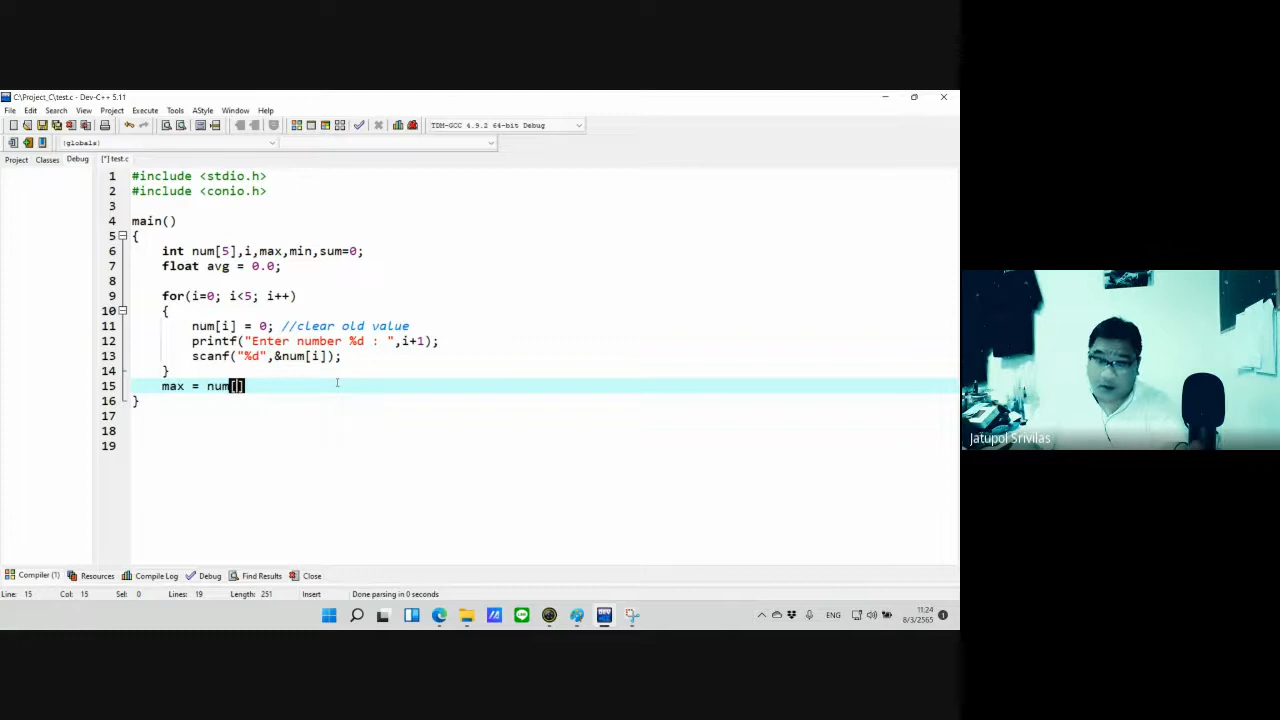 C:\Project_C\test.c - Dev-C++ 5.11
File Edit Search View Project Execute Tools AStyle Window Help
TDM-GCC 4.9.2 64-bit Debug
(globals)
Project Classes Debug [*] test.c
1 #include <stdio.h>
2 #include <conio.h>
3
4 main()
5 {
6 int num[5],i,max,min,sum=0;
7 float avg = 0.0;
8
9 for(i=0; i<5; i++)
10 {
11 num[i] = 0; //clear old value
12 printf("Enter number %d : ",i+1);
13 scanf("%d",&num[i]);
14 }
15 max = num[]
16 }
17
18
19
Jatupol Srivilas
Compiler (1) Resources Compile Log Debug Find Results Close
Line: 15 Col: 15 Sel: 0 Lines: 19 Length: 251 Insert Done parsing in 0 seconds
DEV
ENG
11:24
8/3/2565
1